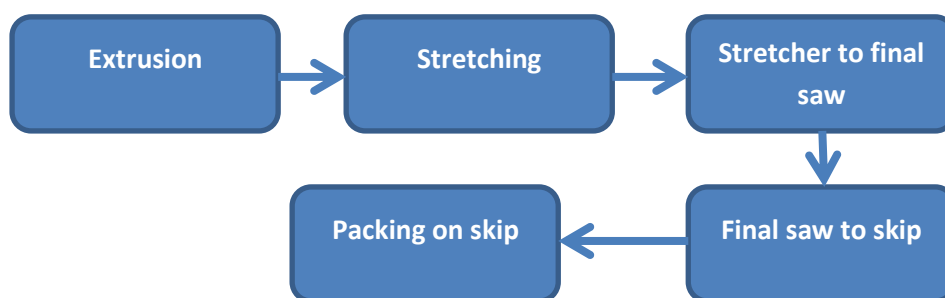 Extrusion
Stretching
Stretcher to final
saw
Final saw to skip
Packing on skip